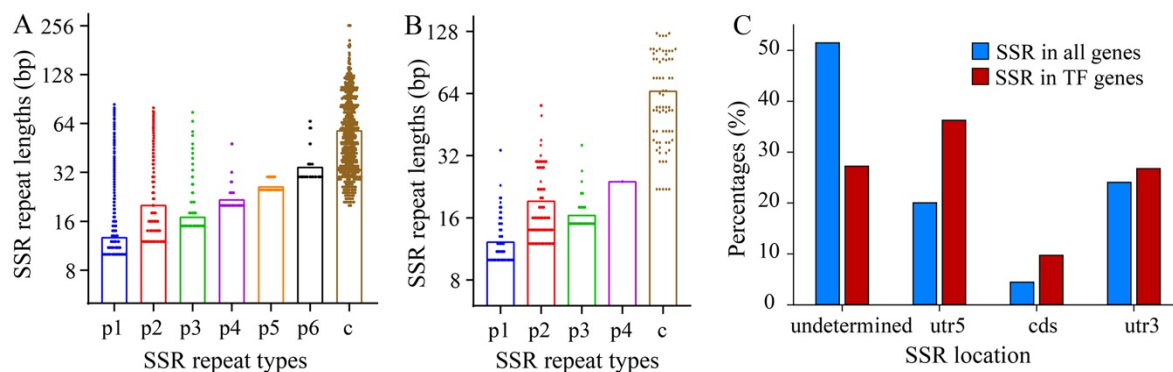 A
SSR repeat lengths (bp)
256
128
64
32
16
8
p1 p2 p3 p4 p5 p6 c
SSR repeat types
B
SSR repeat lengths (bp)
128
64
32
16
8
p1 p2 p3 p4 c
SSR repeat types
C
Percentages (%)
50
40
30
20
10
0
SSR in all genes
SSR in TF genes
undetermined utr5 cds utr3
SSR location